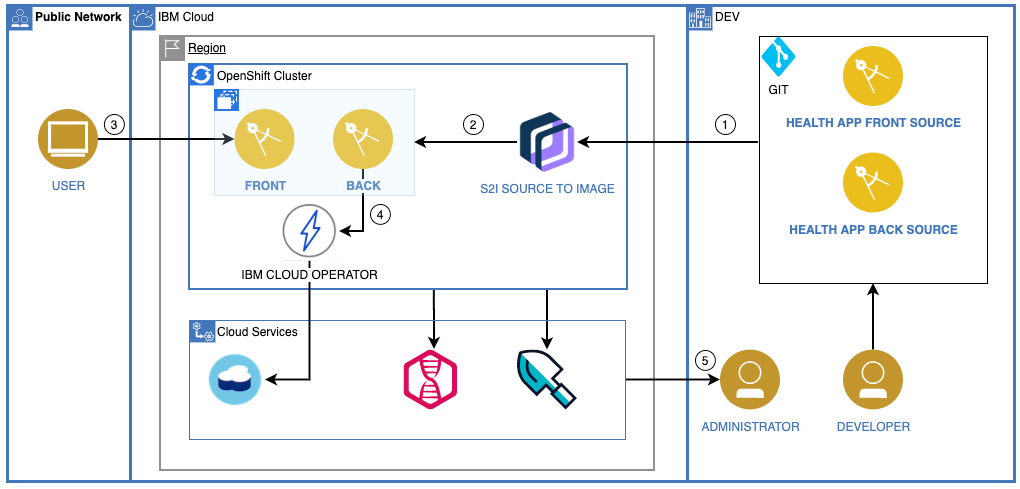 Public Network
IBM Cloud
DEV
Region
OpenShift Cluster
GIT
HEALTH APP FRONT SOURCE
3
2
1
USER
FRONT
BACK
S2I SOURCE TO IMAGE
4
HEALTH APP BACK SOURCE
IBM CLOUD OPERATOR
Cloud Services
5
ADMINISTRATOR
DEVELOPER